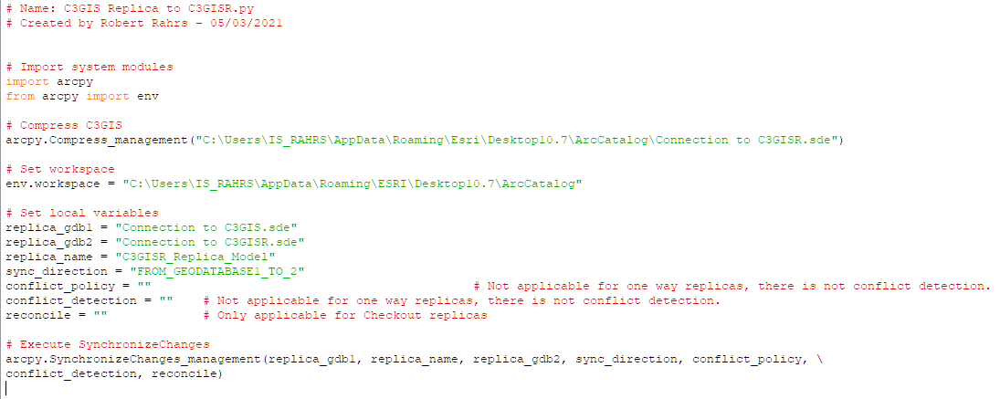 # Name: C3GIS Replica to C3GISR.py
# Created by Robert Rahrs - 05/03/2021
# Import system modules
import arcpy
from arcpy import env
# Compress C3GIS
arcpy.Compress_management("C:\Users\IS_RAHRS\AppData\Roaming\Esri\Desktop10.7\ArcCatalog\Connection to C3GISR.sde")
# Set workspace
env.workspace = "C:\Users\IS_RAHRS\AppData\Roaming\ESRI\Desktop10.7\ArcCatalog"
# Set local variables
replica_gdb1 = "Connection to C3GIS.sde"
replica_gdb2 = "Connection to C3GISR.sde"
replica_name = "C3GISR_Replica_Model"
sync_direction = "FROM_GEODATABASE1_TO_2"
conflict_policy = "" # Not applicable for one way replicas, there is not conflict detection.
conflict_detection = "" # Not applicable for one way replicas, there is not conflict detection.
reconcile = "" # Only applicable for Checkout replicas
# Execute SynchronizeChanges
arcpy.SynchronizeChanges_management(replica_gdb1, replica_name, replica_gdb2, sync_direction, conflict_policy, \
conflict_detection, reconcile)